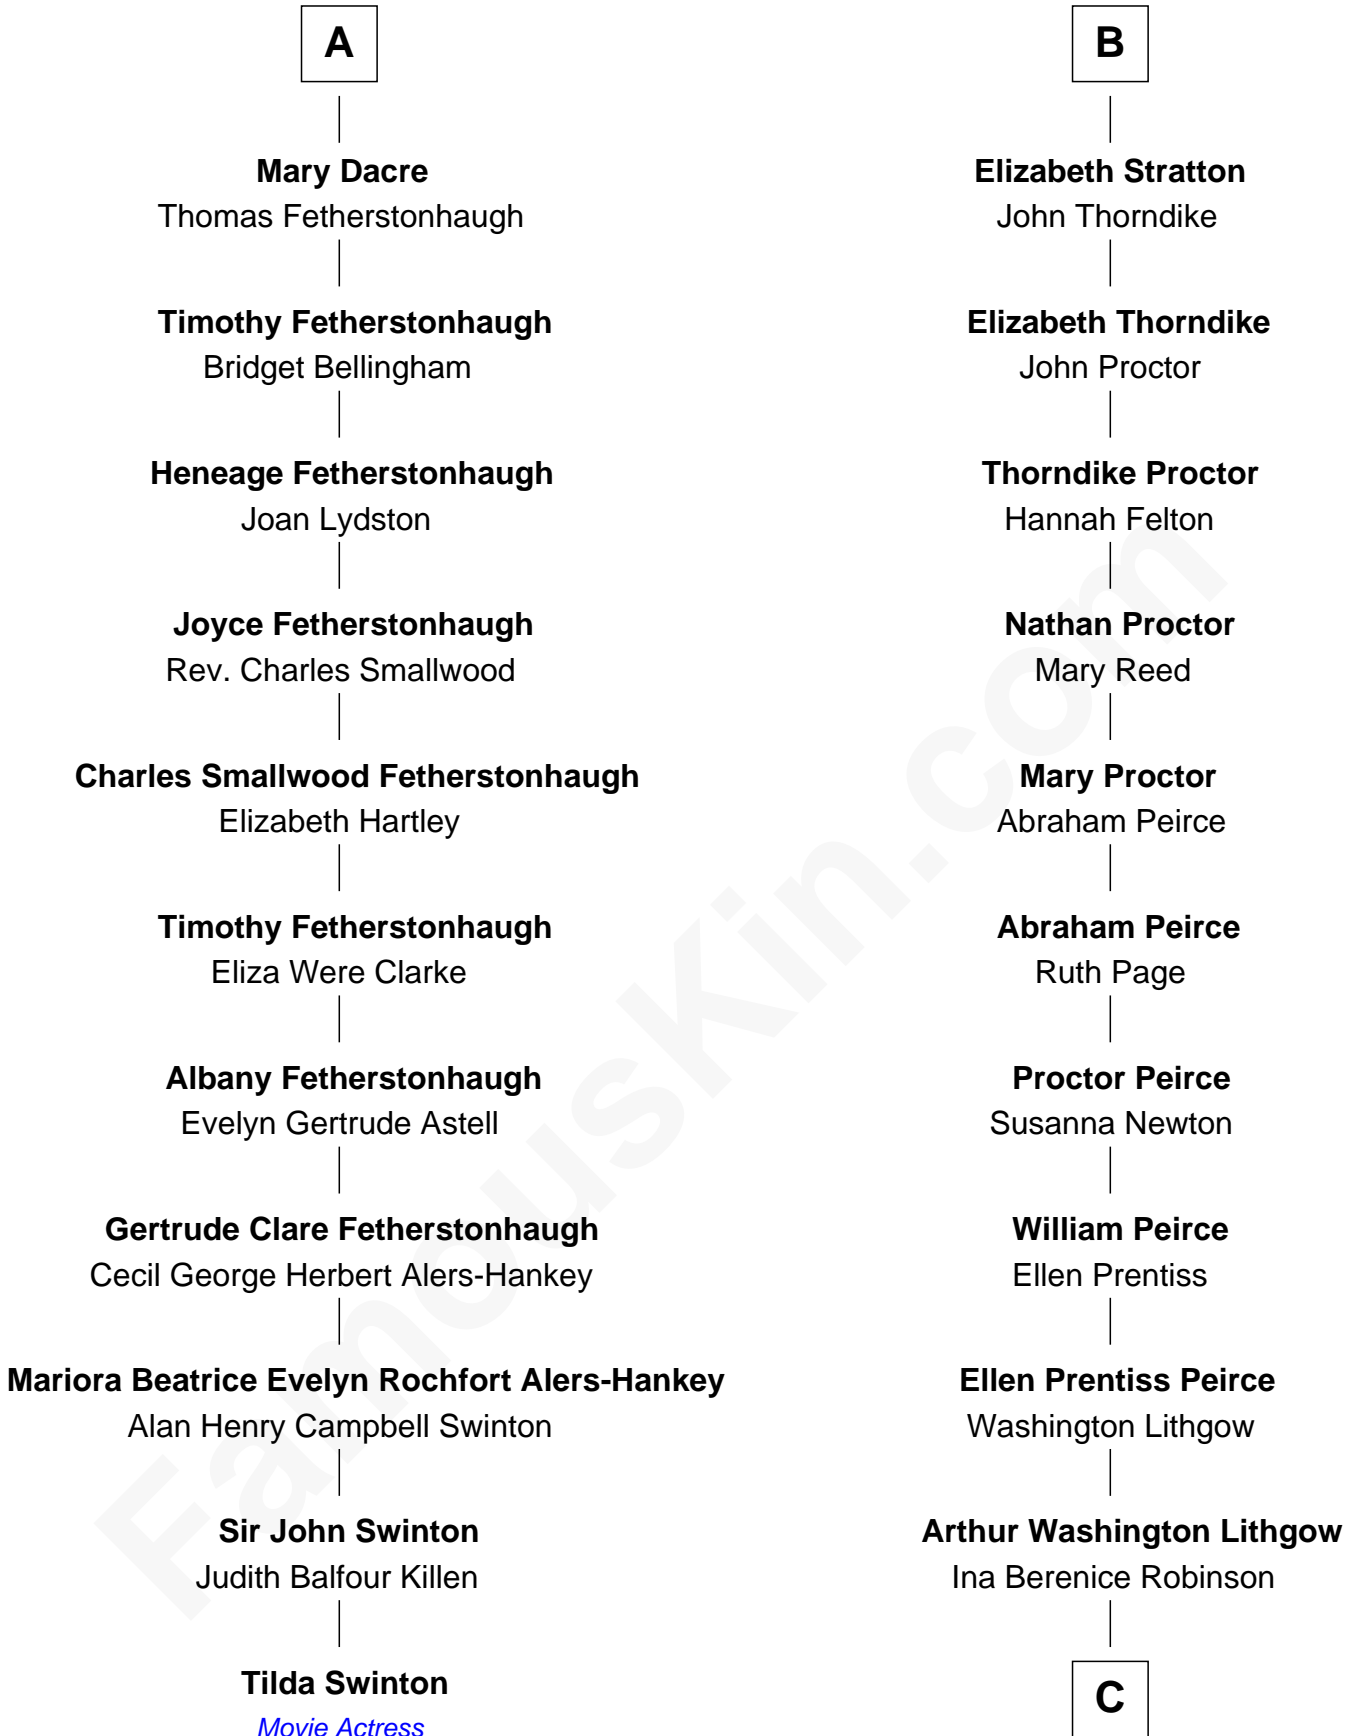 A
Mary Dacre
Thomas Fetherstonhaugh
Timothy Fetherstonhaugh
Bridget Bellingham
Heneage Fetherstonhaugh
Joan Lydston
Joyce Fetherstonhaugh
Rev. Charles Smallwood
Charles Smallwood Fetherstonhaugh
Elizabeth Hartley
Timothy Fetherstonhaugh
Eliza Were Clarke
Albany Fetherstonhaugh
Evelyn Gertrude Astell
Gertrude Clare Fetherstonhaugh
Cecil George Herbert Alers-Hankey
Mariora Beatrice Evelyn Rochfort Alers-Hankey
Alan Henry Campbell Swinton
Sir John Swinton
Judith Balfour Killen
Tilda Swinton
Movie Actress
B
Elizabeth Stratton
John Thorndike
Elizabeth Thorndike
John Proctor
Thorndike Proctor
Hannah Felton
Nathan Proctor
Mary Reed
Mary Proctor
Abraham Peirce
Abraham Peirce
Ruth Page
Proctor Peirce
Susanna Newton
William Peirce
Ellen Prentiss
Ellen Prentiss Peirce
Washington Lithgow
Arthur Washington Lithgow
Ina Berenice Robinson
C
FamousKin.com